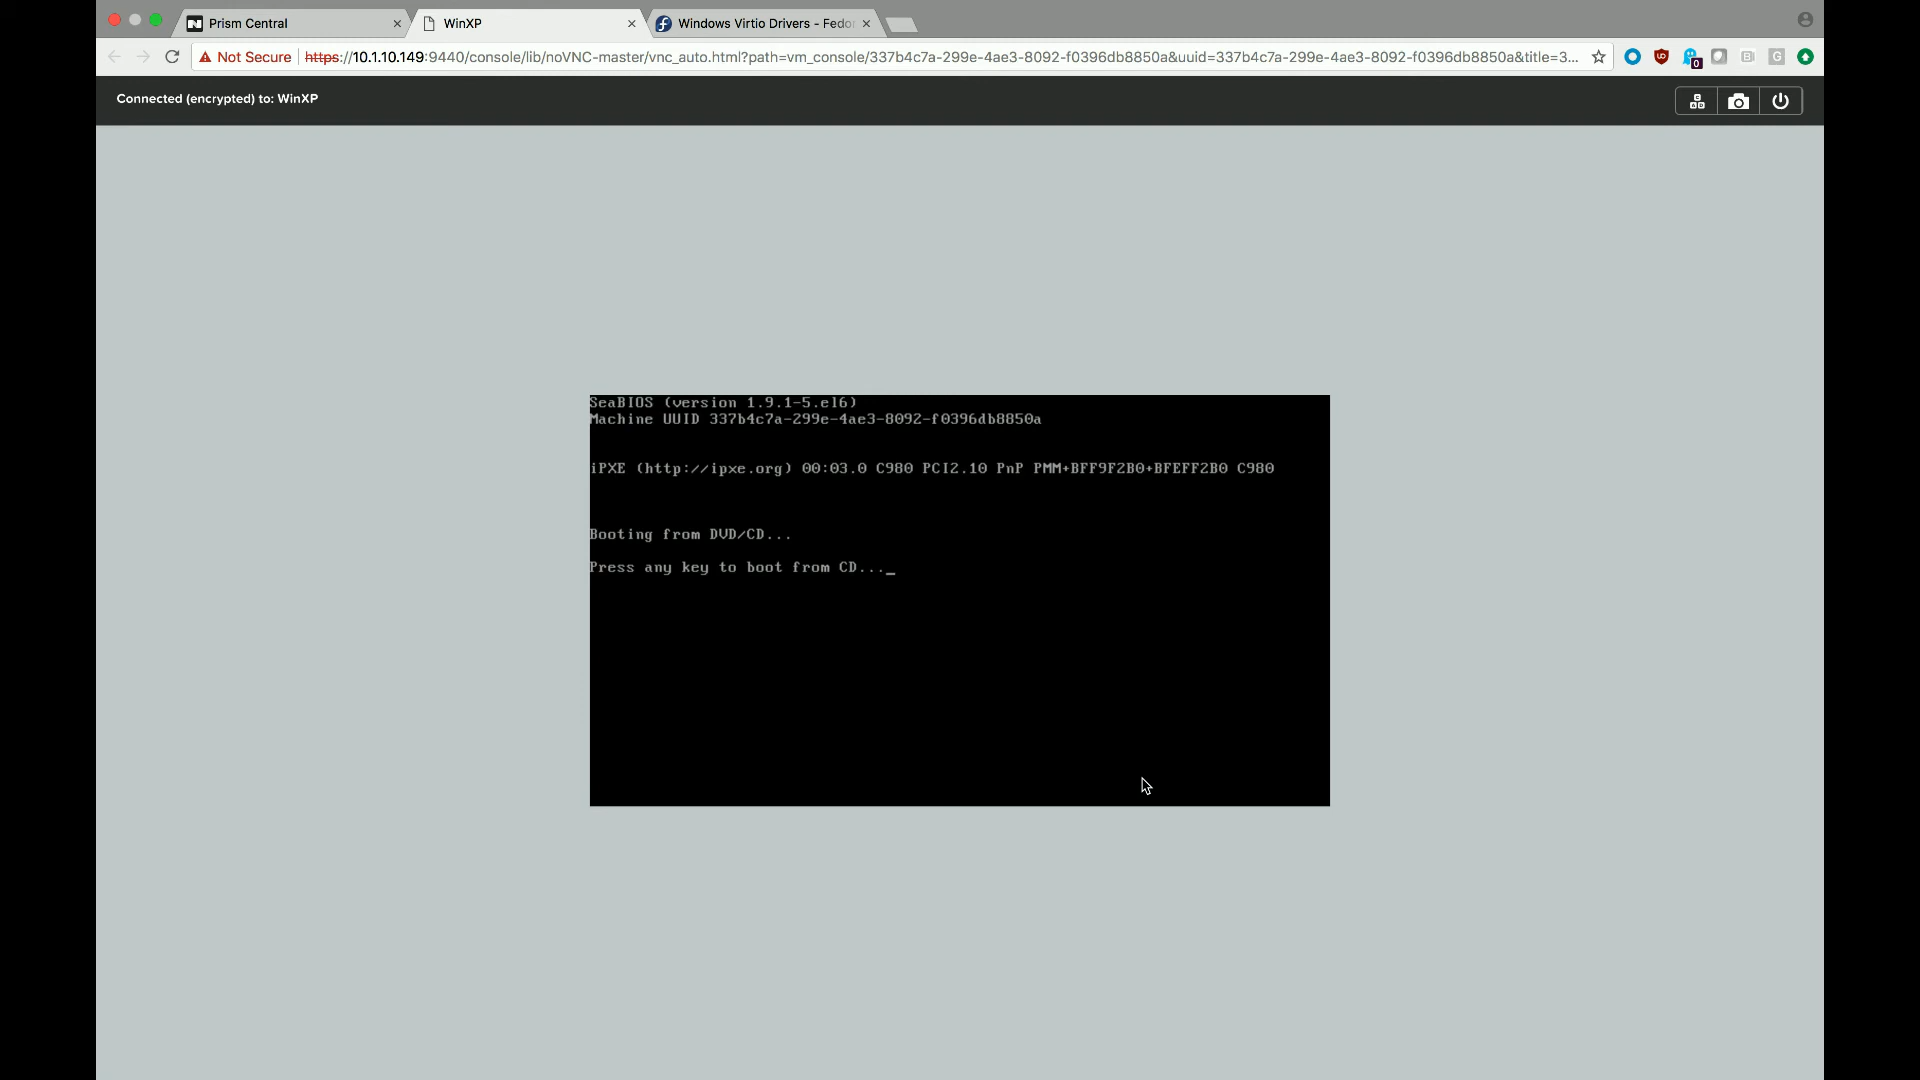 Prism Central
WinXP
Windows Virtio Drivers - Fedo
Not Secure
https://10.1.10.149:9440/console/lib/noVNC-master/vnc_auto.html?path=vm_console/337b4c7a-299e-4ae3-8092-f0396db8850a&uuid=337b4c7a-299e-4ae3-8092-f0396db8850a&title=3...
0
G
Connected (encrypted) to: WinXP
SeaBIOS (version 1.9.1-5.el6)
Machine UUID 337b4c7a-299e-4ae3-8092-f0396db8850a
iPXE (http://ipxe.org) 00:03.0 C980 PCI2.10 PnP PMM+BFF9F2B0+BFEFF2B0 C980
Booting from DVD/CD...
Press any key to boot from CD..._